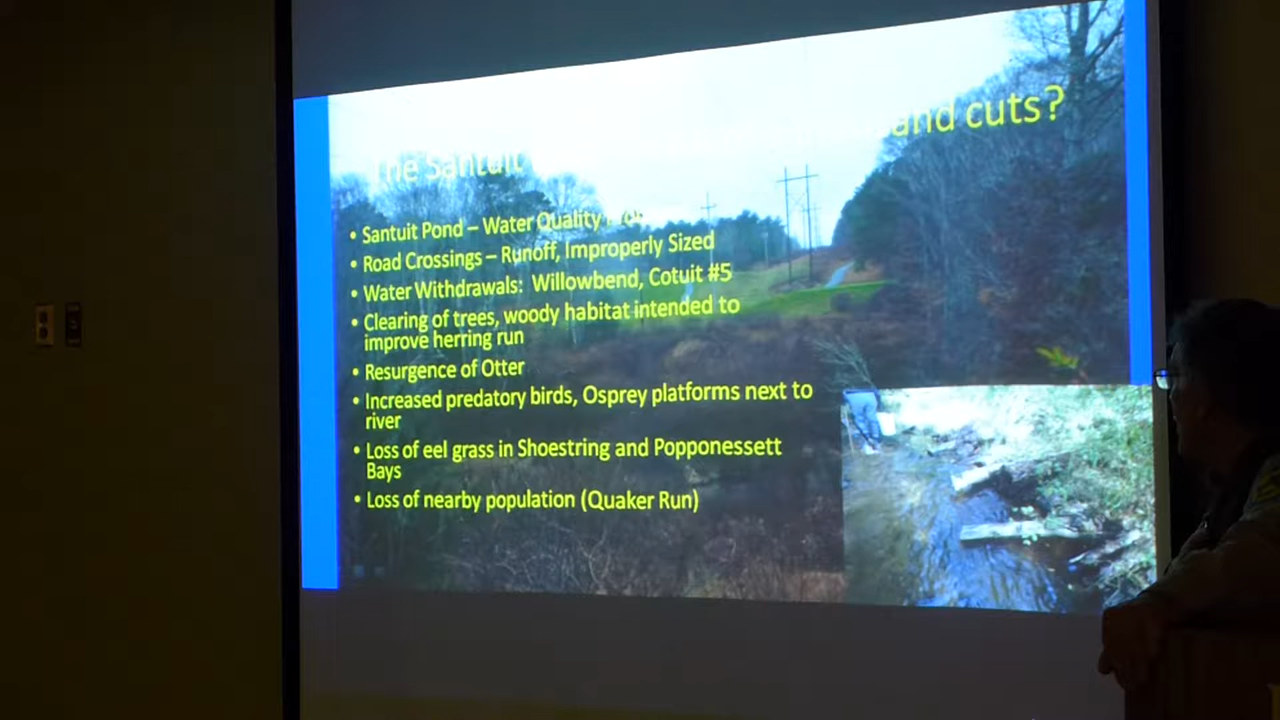 The Santuit and cuts?
• Santuit Pond – Water Quality
• Road Crossings – Runoff, Improperly Sized
• Water Withdrawals: Willowbend, Cotuit #5
• Clearing of trees, woody habitat intended to
improve herring run
• Resurgence of Otter
• Increased predatory birds, Osprey platforms next to
river
• Loss of eel grass in Shoestring and Popponessett
Bays
• Loss of nearby population (Quaker Run)